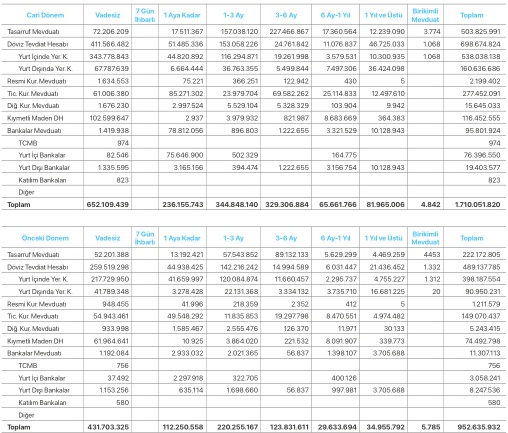 Cari Dönem Vadesiz 7 Gün İhbarlı 1 Aya Kadar 1-3 Ay 3-6 Ay 6 Ay-1 Yıl 1 Yıl ve Üstü Birikimli Mevduat Toplam
Tasarruf Mevduatı 72.206.209 17.511.367 157.038.120 227.466.867 17.360.564 12.239.090 3.774 503.825.991
Döviz Tevdiat Hesabı 411.566.482 51.485.336 153.058.226 24.761.842 11.076.837 46.725.033 1.068 698.674.824
Yurt İçinde Yer. K. 343.778.843 44.820.892 116.294.871 19.261.998 3.579.531 10.300.935 1.068 538.038.138
Yurt Dışında Yer K. 67.787.639 6.664.444 36.763.355 5.499.844 7.497.306 36.424.098 160.636.686
Resmi Kur. Mevduatı 1.634.553 75.221 366.251 122.942 430 5 2.199.402
Tic. Kur. Mevduatı 61.006.380 85.271.302 23.979.704 69.582.262 25.114.833 12.497.610 277.452.091
Diğ. Kur. Mevduatı 1.676.230 2.997.524 5.529.104 5.328.329 103.904 9.942 15.645.033
Kıymetli Maden DH 102.599.647 2.937 3.979.932 821.987 8.683.669 364.383 116.452.555
Bankalar Mevduatı 1.419.938 78.812.056 896.803 1.222.655 3.321.529 10.128.943 95.801.924
TCMB 974 974
Yurt İçi Bankalar 82.546 75.646.900 502.329 164.775 76.396.550
Yurt Dışı Bankalar 1.335.595 3.165.156 394.474 1.222.655 3.156.754 10.128.943 19.403.577
Katılım Bankaları 823 823
Diğer
Toplam 652.109.439 236.155.743 344.848.140 329.306.884 65.661.766 81.965.006 4.842 1.710.051.820
Önceki Dönem Vadesiz 7 Gün İhbarlı 1 Aya Kadar 1-3 Ay 3-6 Ay 6 Ay-1 Yıl 1 Yıl ve Üstü Birikimli Mevduat Toplam
Tasarruf Mevduatı 52.201.388 13.192.421 57.543.852 89.132.133 5.629.299 4.469.259 4453 222.172.805
Döviz Tevdiat Hesabı 259.519.298 44.938.425 142.216.242 14.994.589 6.031.447 21.436.452 1.332 489.137.785
Yurt İçinde Yer. K. 217.729.950 41.659.997 120.084.874 11.660.457 2.295.737 4.755.227 1.312 398.187.554
Yurt Dışında Yer. K. 41.789.348 3.278.428 22.131.368 3.334.132 3.735.710 16.681.225 20 90.950.231
Resmi Kur. Mevduatı 948.455 41.996 218.359 2.352 412 5 1.211.579
Tic. Kur. Mevduatı 54.943.461 49.548.292 11.835.853 19.297.798 8.470.551 4.974.482 149.070.437
Diğ. Kur. Mevduatı 933.998 1.585.467 2.555.476 126.370 11.971 30.133 5.243.415
Kıymetli Maden DH 61.964.641 10.925 3.864.020 221.532 8.091.907 339.773 74.492.798
Bankalar Mevduatı 1.192.084 2.933.032 2.021.365 56.837 1.398.107 3.705.688 11.307.113
TCMB 756 756
Yurt İçi Bankalar 37.492 2.297.918 322.705 400.126 3.058.241
Yurt Dışı Bankalar 1.153.256 635.114 1.698.660 56.837 997.981 3.705.688 8.247.536
Katılım Bankaları 580 580
Diğer
Toplam 431.703.325 112.250.558 220.255.167 123.831.611 29.633.694 34.955.792 5.785 952.635.932